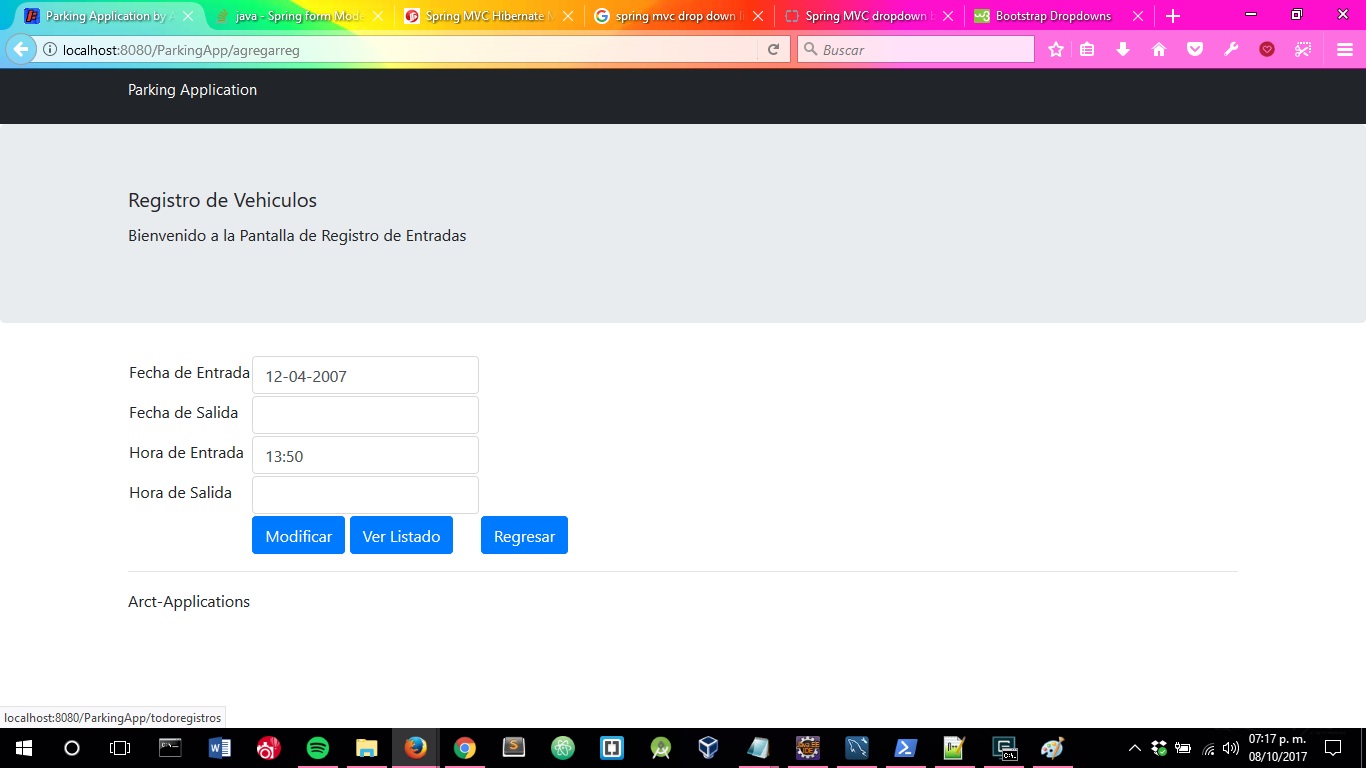 Parking Application by A
java - Spring form Mode
Spring MVC Hibernate M
spring mvc drop down l
Spring MVC dropdown b
Bootstrap Dropdowns
localhost:8080/ParkingApp/agregarreg
Buscar
Parking Application
Registro de Vehiculos
Bienvenido a la Pantalla de Registro de Entradas
Fecha de Entrada 12-04-2007
Fecha de Salida
Hora de Entrada 13:50
Hora de Salida
Modificar Ver Listado Regresar
Arct-Applications
localhost:8080/ParkingApp/todoregistros
07:17 p. m.
08/10/2017